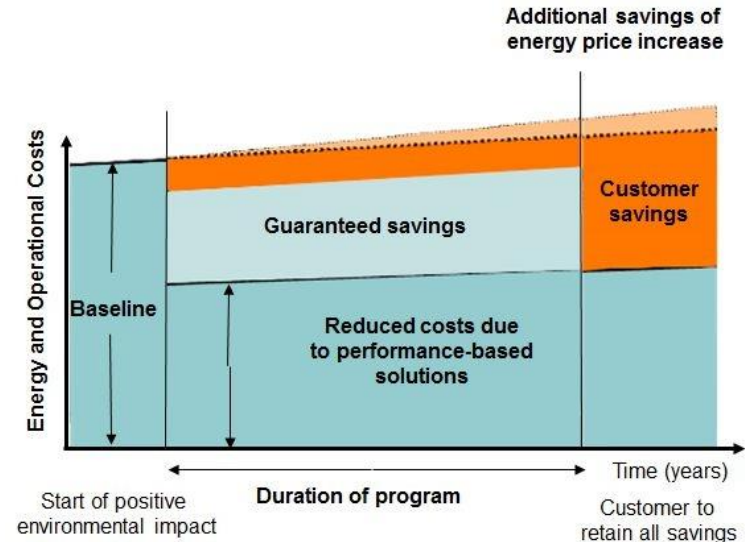 Additional savings of
energy price increase
Energy and Operational Costs
Customer
savings
Guaranteed savings
Baseline
Reduced costs due
to performance-based
solutions
Time (years)
Start of positive
environmental impact
Duration of program
Customer to
retain all savings